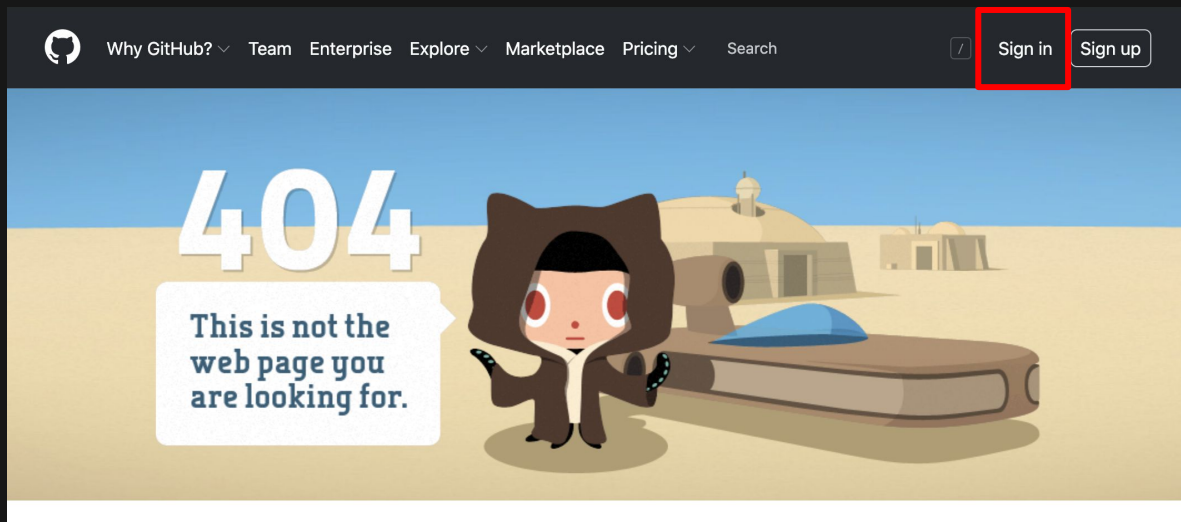 Why GitHub? Team Enterprise Explore Marketplace Pricing Search / Sign in Sign up
404
This is not the
web page you
are looking for.